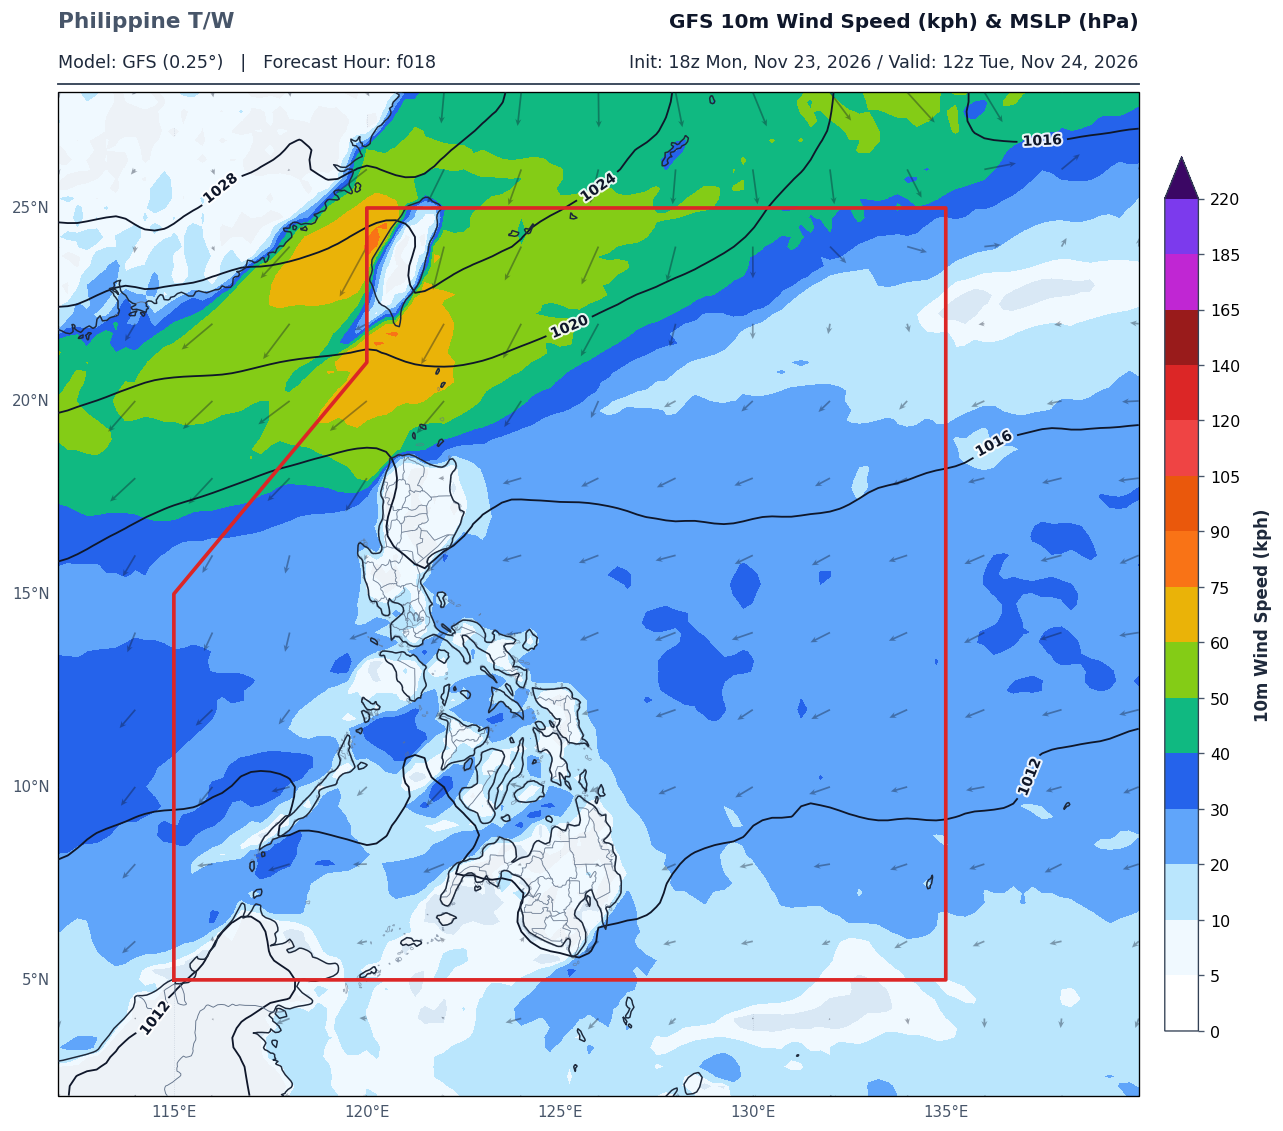 Philippine T/W
GFS 10m Wind Speed (kph) & MSLP (hPa)
Model: GFS (0.25°) | Forecast Hour: f018
Init: 18z Mon, Nov 23, 2026 / Valid: 12z Tue, Nov 24, 2026
1016
1028
1024
1020
1016
1012
1012
25°N
20°N
15°N
10°N
5°N
115°E
120°E
125°E
130°E
135°E
220
185
165
140
120
105
90
75
60
50
40
30
20
10
5
0
10m Wind Speed (kph)